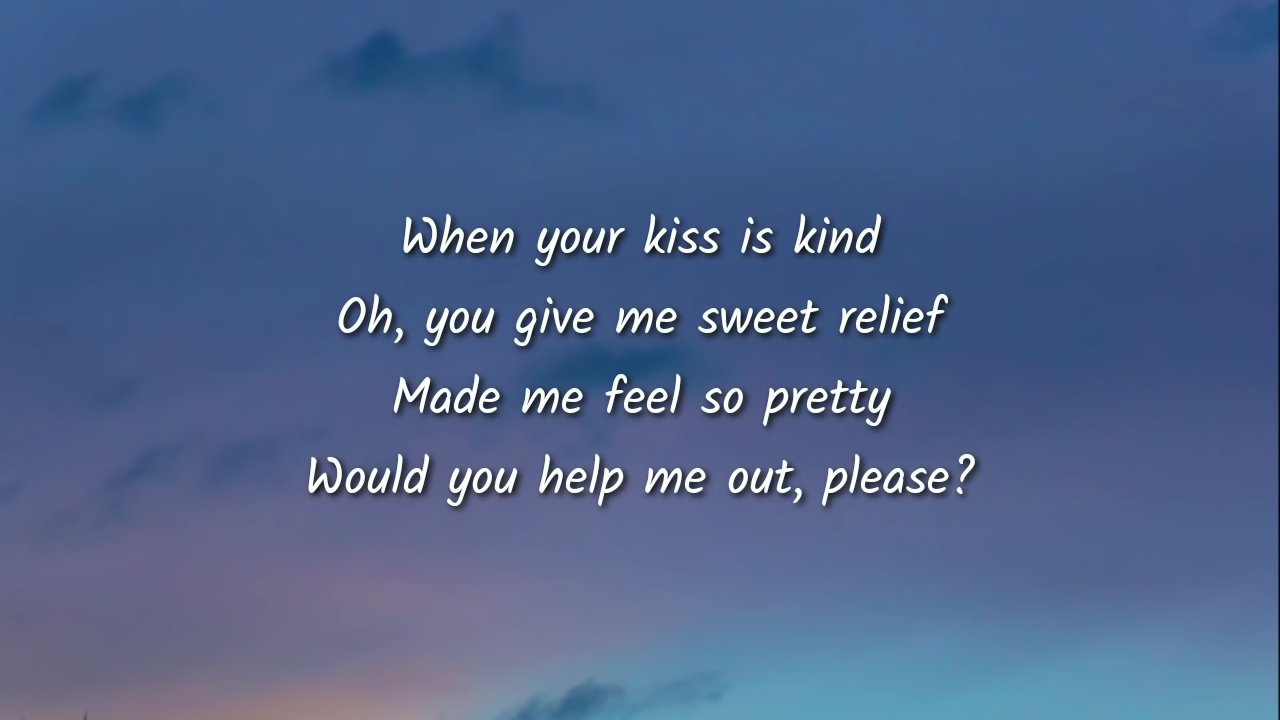 When your kiss is kind
Oh, you give me sweet relief
Made me feel so pretty
Would you help me out, please?